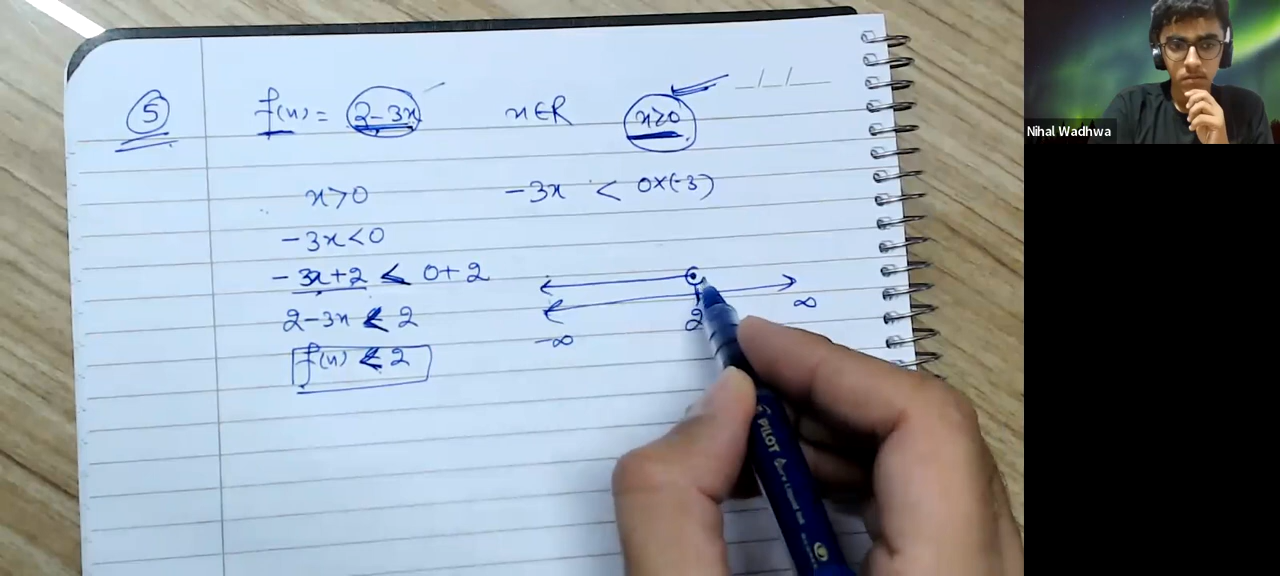 5 f(x) = 2-3x x∈R x>0 _/_/_
x>0 -3x < 0×(-3)
-3x<0
-3x+2 < 0+2
2-3x < 2 2 ∞
-∞
f(x) < 2
PILOT
Nihal Wadhwa